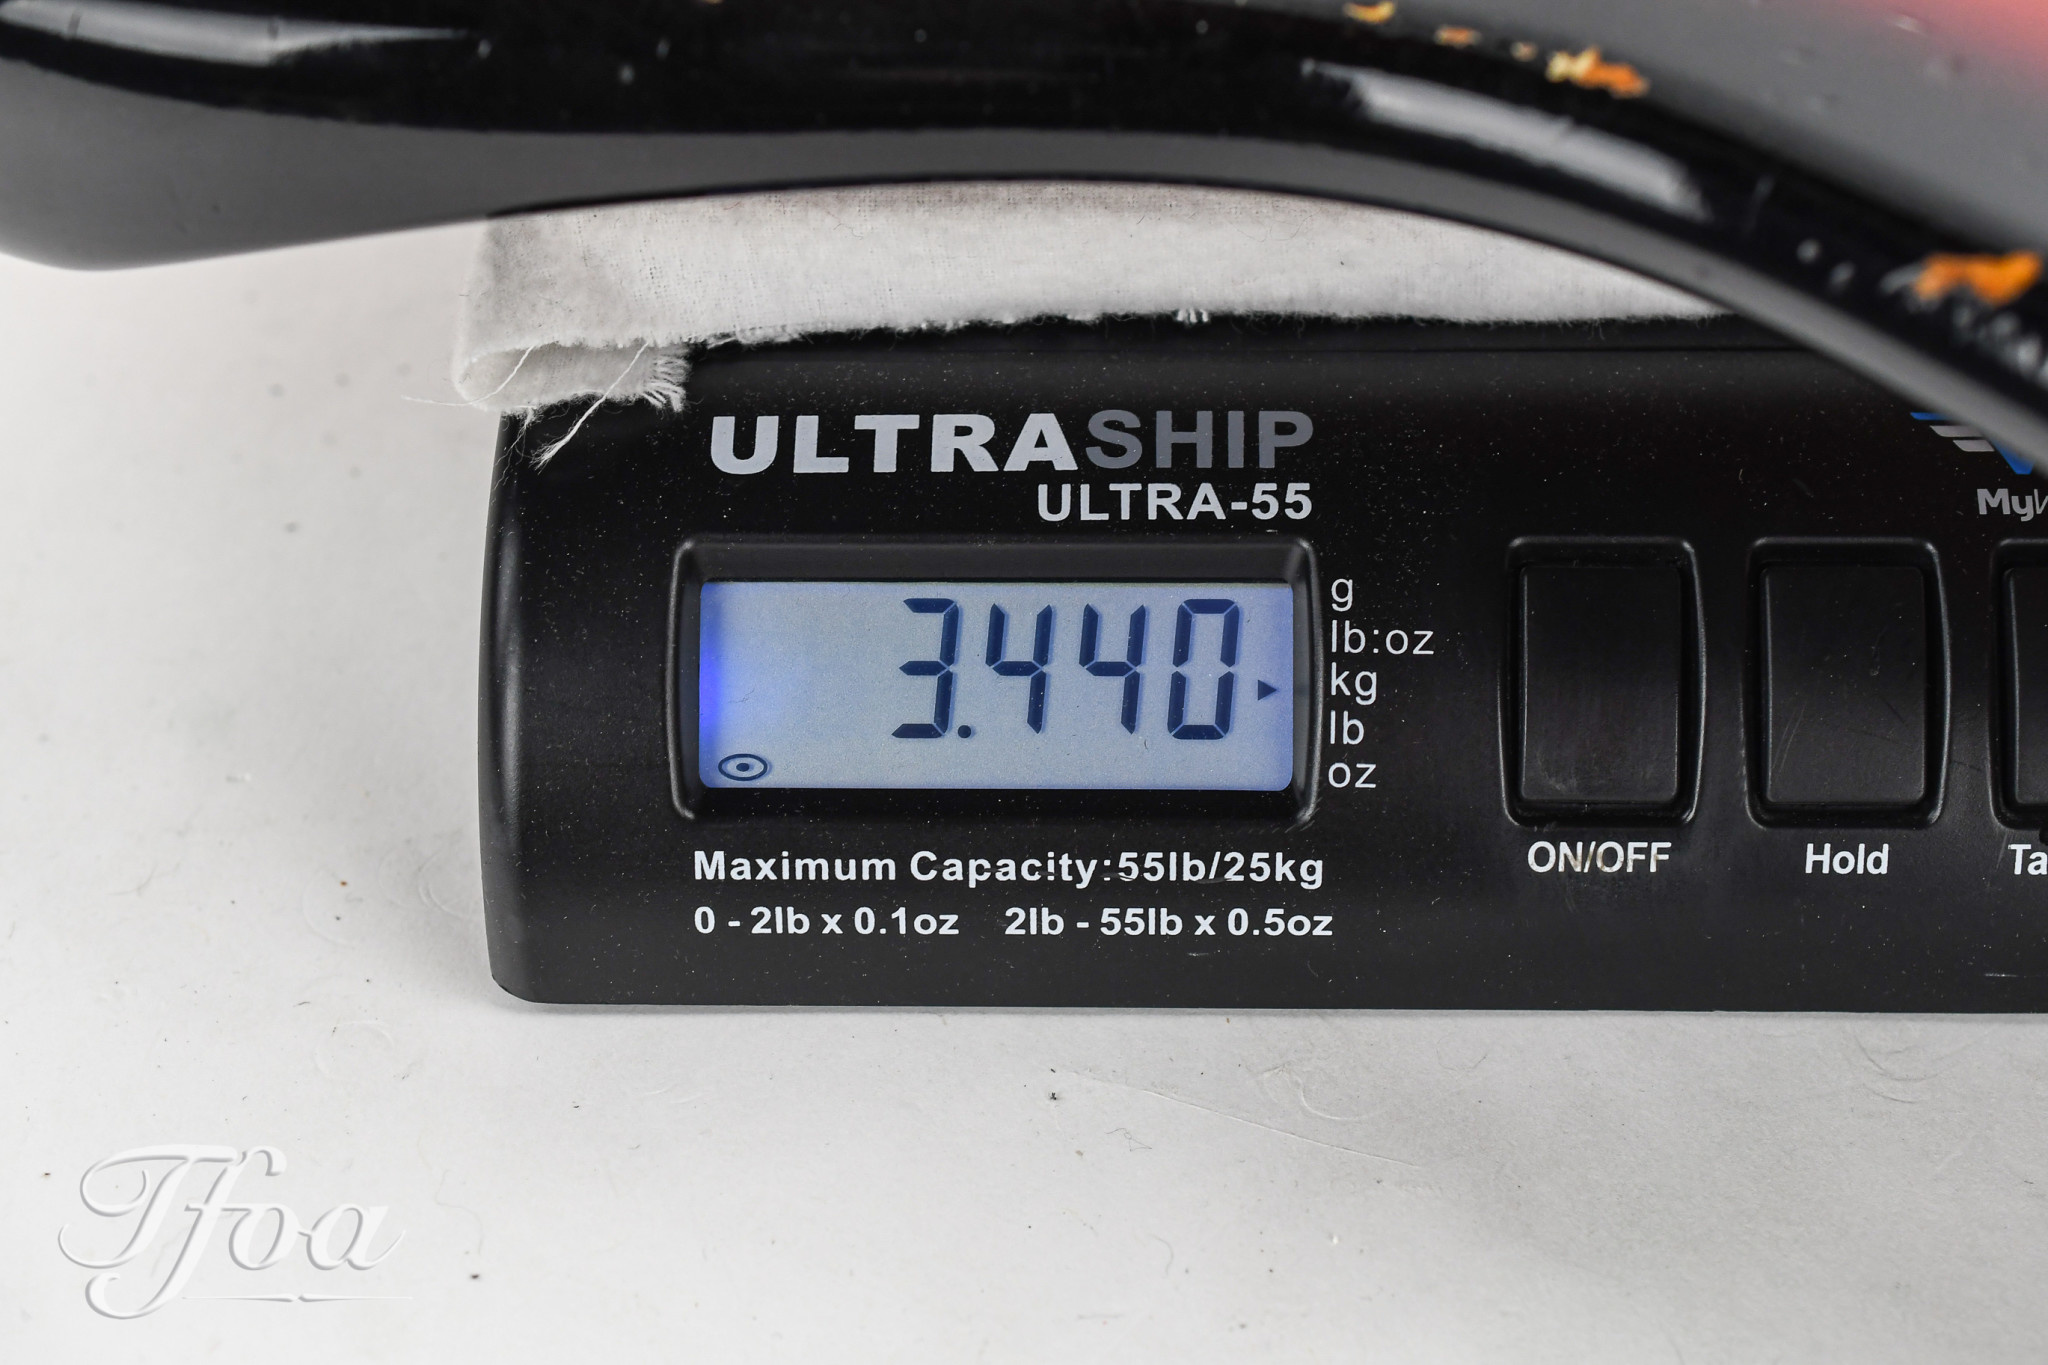 ULTRASHIP
ULTRA-55
My
3.440
g
lb:oz
kg
lb
oz
ON/OFF
Hold
Maximum Capacity:55lb/25kg
0 - 2lb x 0.1oz 2lb - 55lb x 0.5oz
Tfoa